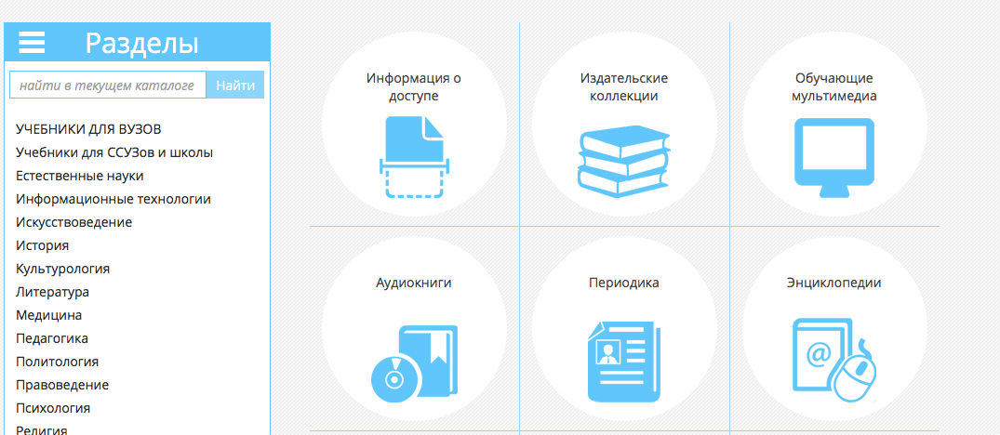 Разделы
найти в текущем каталоге
Найти
УЧЕБНИКИ ДЛЯ ВУЗОВ
Учебники для ССУЗов и школы
Естественные науки
Информационные технологии
Искусствоведение
История
Культурология
Литература
Медицина
Педагогика
Политология
Правоведение
Психология
Религия
Информация о
доступе
Издательские
коллекции
Обучающие
мультимедиа
Аудиокниги
Периодика
Энциклопедии
@